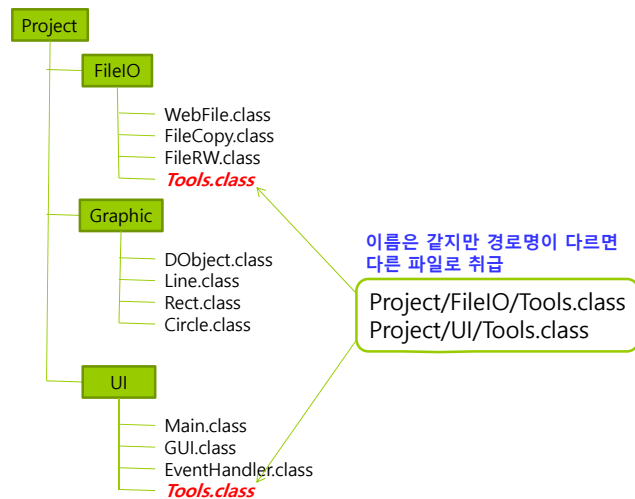 Project
FileIO
WebFile.class
FileCopy.class
FileRW.class
Tools.class
Graphic
DObject.class
Line.class
Rect.class
Circle.class
UI
Main.class
GUI.class
EventHandler.class
Tools.class
이름은 같지만 경로명이 다르면
다른 파일로 취급
Project/FileIO/Tools.class
Project/UI/Tools.class